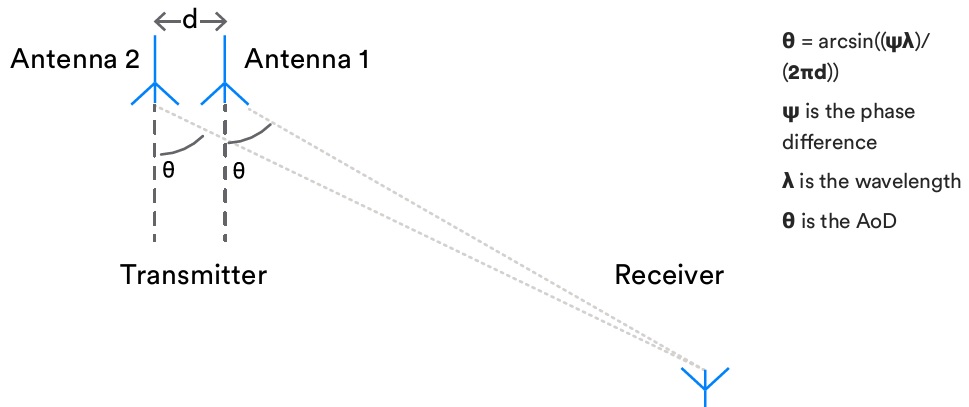 d
Antenna 2
Antenna 1
θ
θ
Transmitter
Receiver
θ = arcsin((ψλ)/
(2πd))
ψ is the phase
difference
λ is the wavelength
θ is the AoD